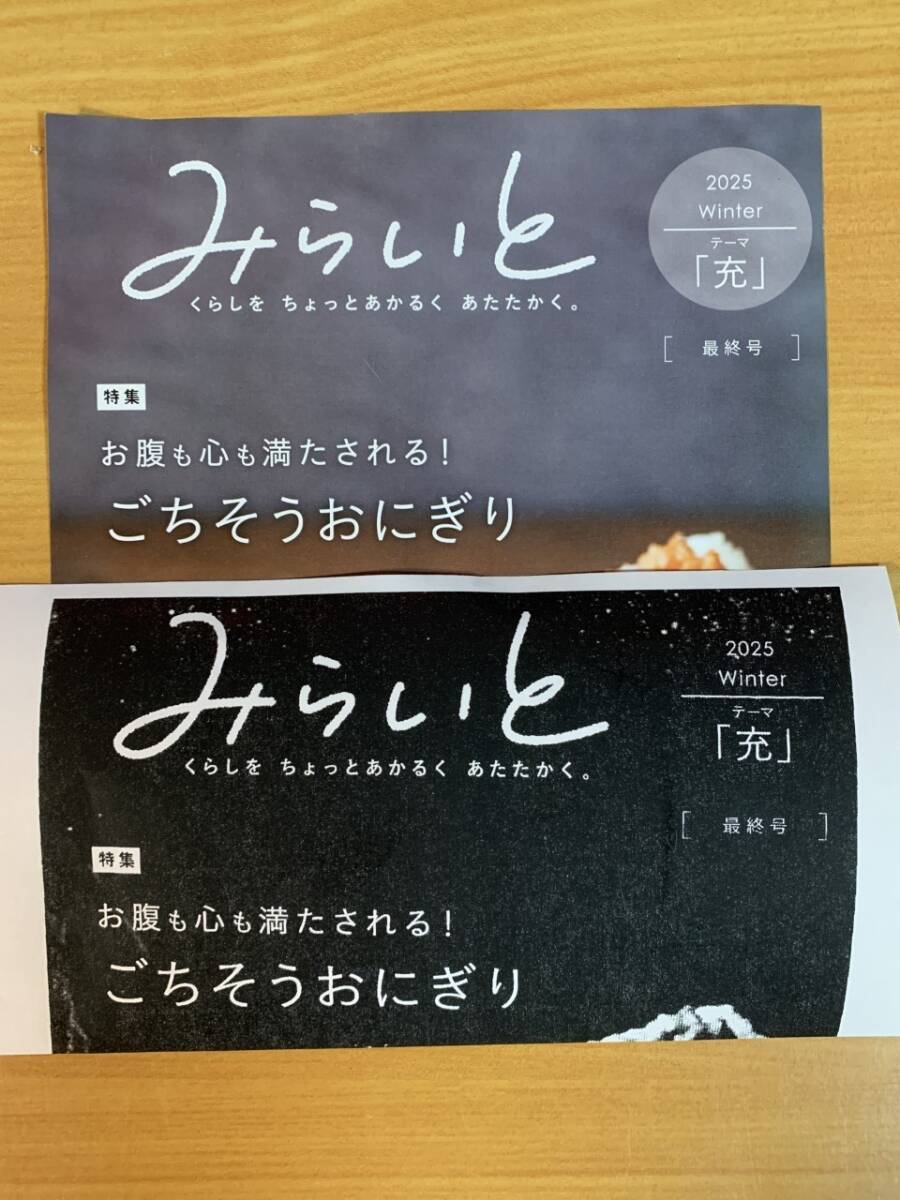 みらいと
くらしを ちょっとあかるく あたたかく。
2025
Winter
テーマ
「充」
[ 最終号 ]
特集
お腹も心も満たされる!
ごちそうおにぎり
みらいと
くらしを ちょっとあかるく あたたかく。
2025
Winter
テーマ
「充」
[ 最終号 ]
特集
お腹も心も満たされる!
ごちそうおにぎり